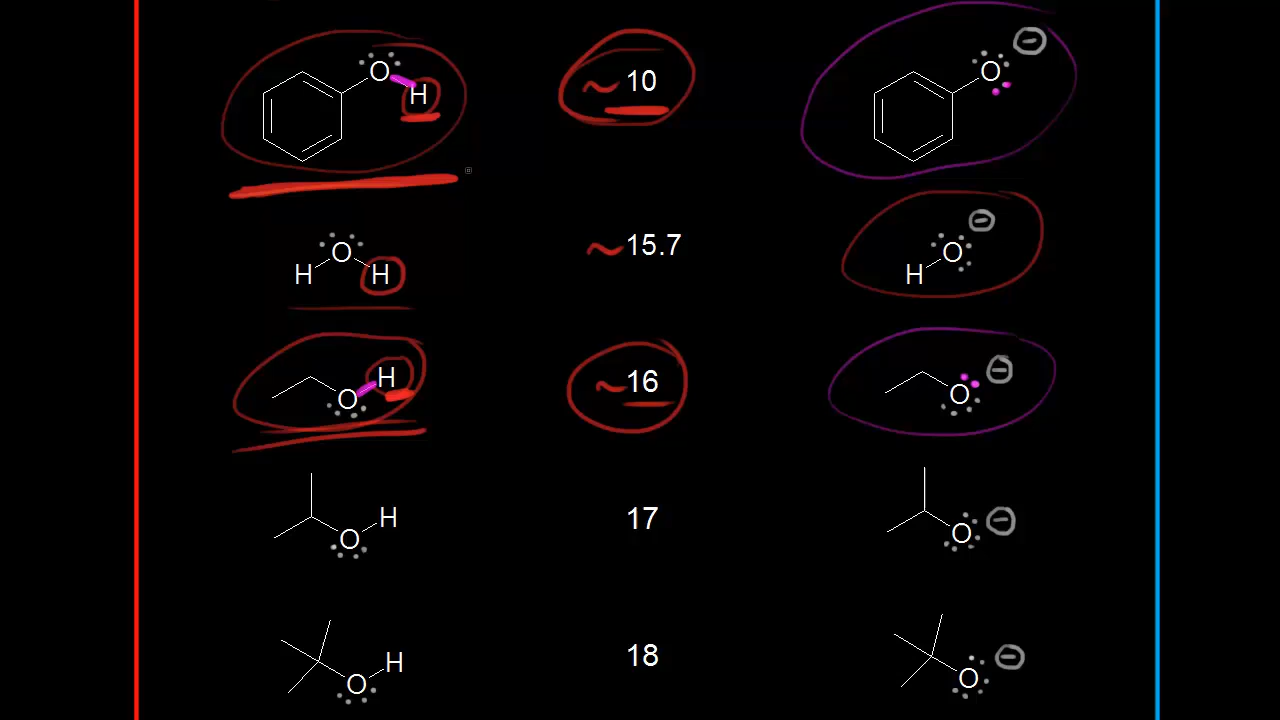 O ⊖
O ~ 10 O
H
⊖
O ~ 15.7 O
H H H
H ~ 16 ⊖
O O
H 17 ⊖
O O
H 18 ⊖
O O